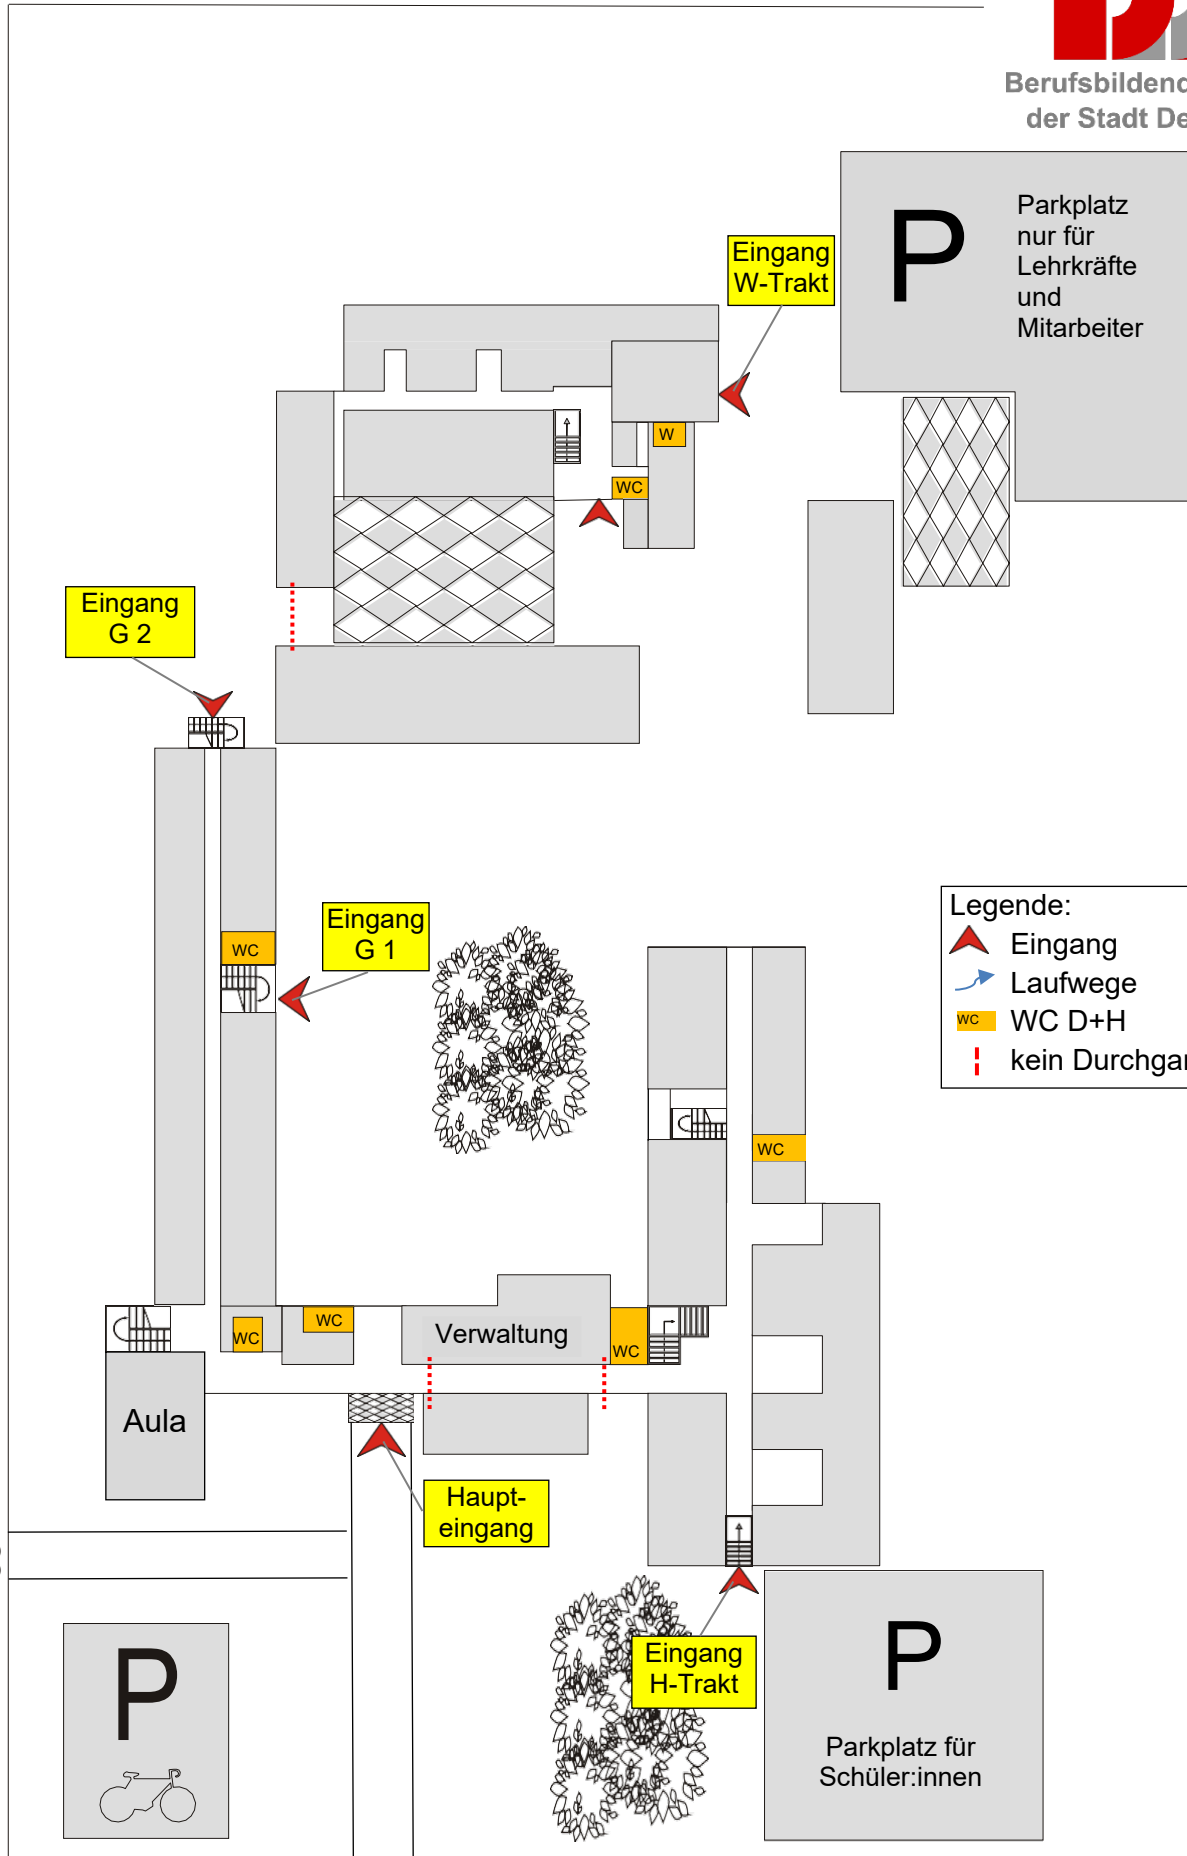 Berufsbildend
der Stadt De
P
Parkplatz
nur für
Lehrkräfte
und
Mitarbeiter
Eingang
W-Trakt
W
WC
Eingang
G 2
Eingang
G 1
WC
Legende:
Eingang
Laufwege
WC
WC D+H
kein Durchgan
WC
WC
WC
Verwaltung
WC
Aula
Haupt-
eingang
P
Eingang
H-Trakt
P
Parkplatz für
Schüler:innen